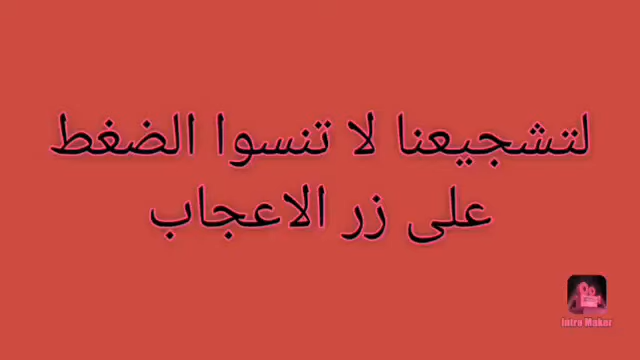 لتشجيعنا لا تنسوا الضغط
على زر الاعجاب
Intro Maker